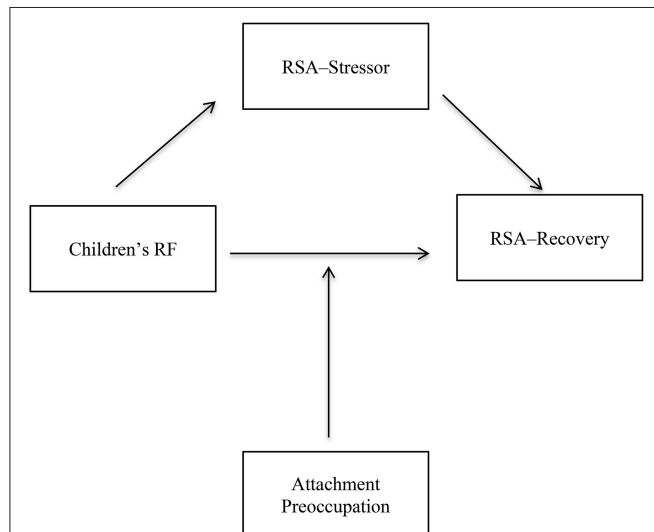 RSA–Stressor
Children’s RF
RSA–Recovery
Attachment
Preoccupation